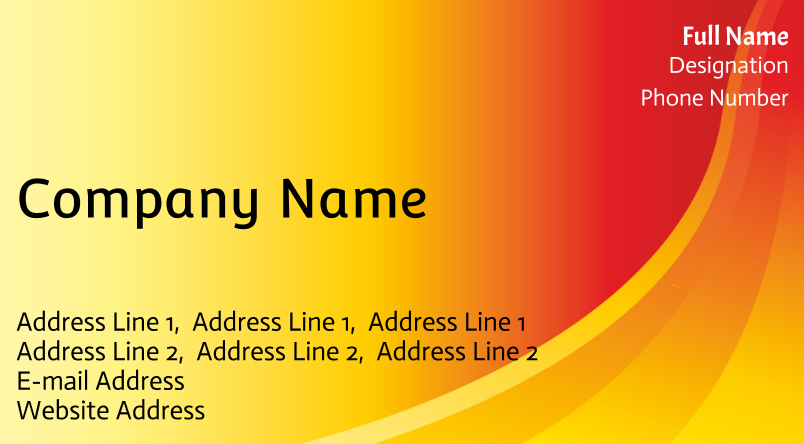 Full Name
Designation
Phone Number
Company Name
Address Line 1,  Address Line 1,  Address Line 1
Address Line 2,  Address Line 2,  Address Line 2
E-mail Address
Website Address